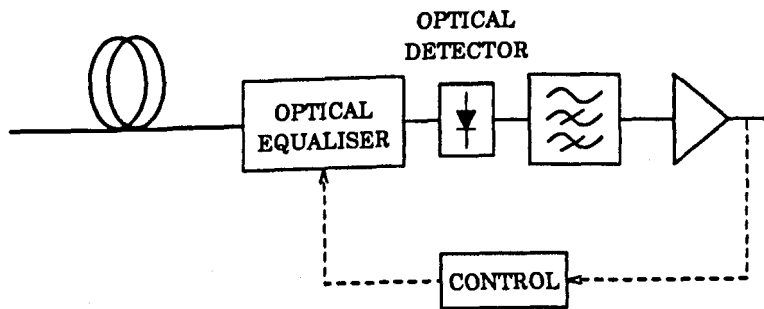 OPTICAL
DETECTOR
OPTICAL
EQUALISER
CONTROL